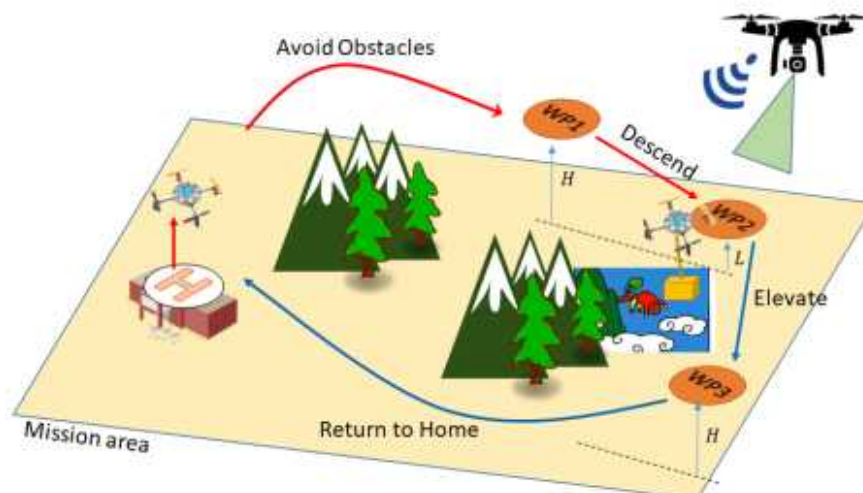 Avoid Obstacles
WP1
Descend
H
WP2
L
Elevate
H
WP3
H
Return to Home
Mission area